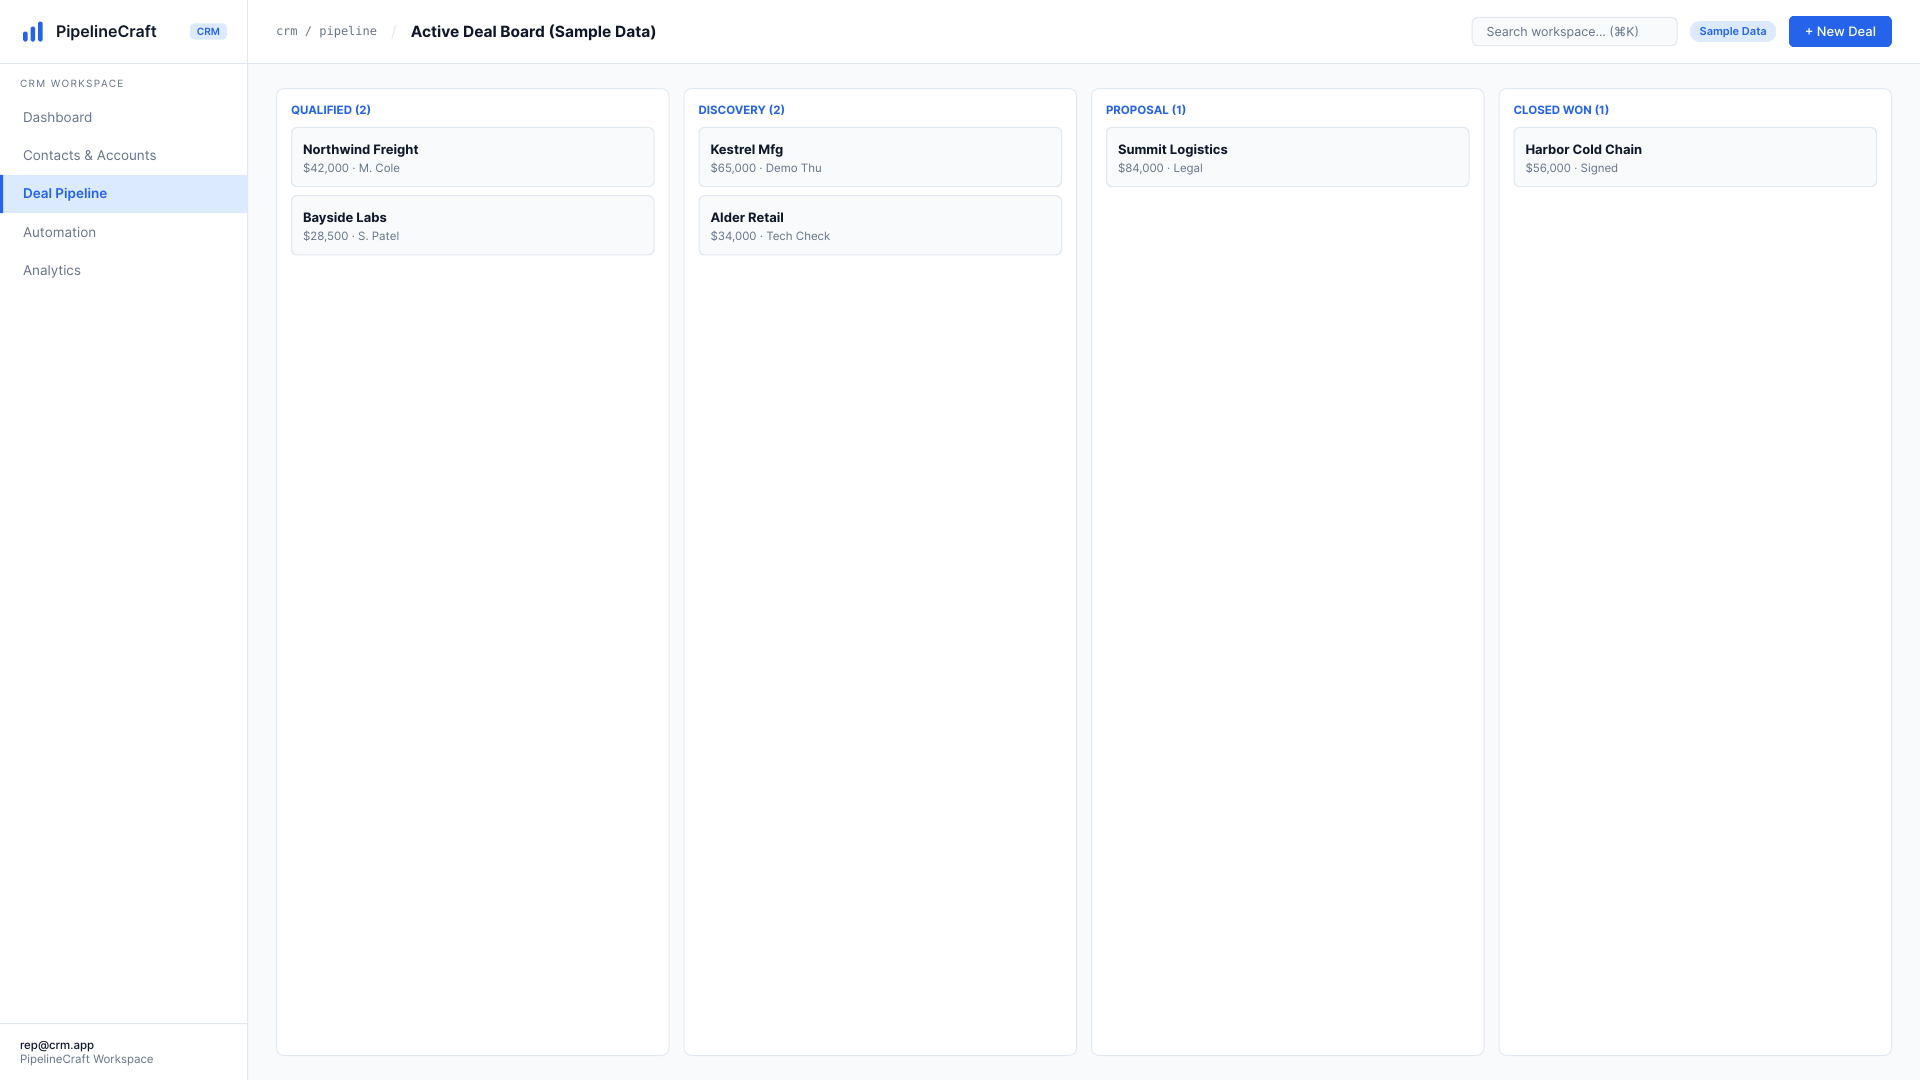 PipelineCraft
CRM
CRM WORKSPACE
Dashboard
Contacts & Accounts
Deal Pipeline
Automation
Analytics
rep@crm.app
PipelineCraft Workspace
crm / pipeline / Active Deal Board (Sample Data)
Search workspace... (⌘K)
Sample Data
+ New Deal
QUALIFIED (2)
Northwind Freight
$42,000 · M. Cole
Bayside Labs
$28,500 · S. Patel
DISCOVERY (2)
Kestrel Mfg
$65,000 · Demo Thu
Alder Retail
$34,000 · Tech Check
PROPOSAL (1)
Summit Logistics
$84,000 · Legal
CLOSED WON (1)
Harbor Cold Chain
$56,000 · Signed